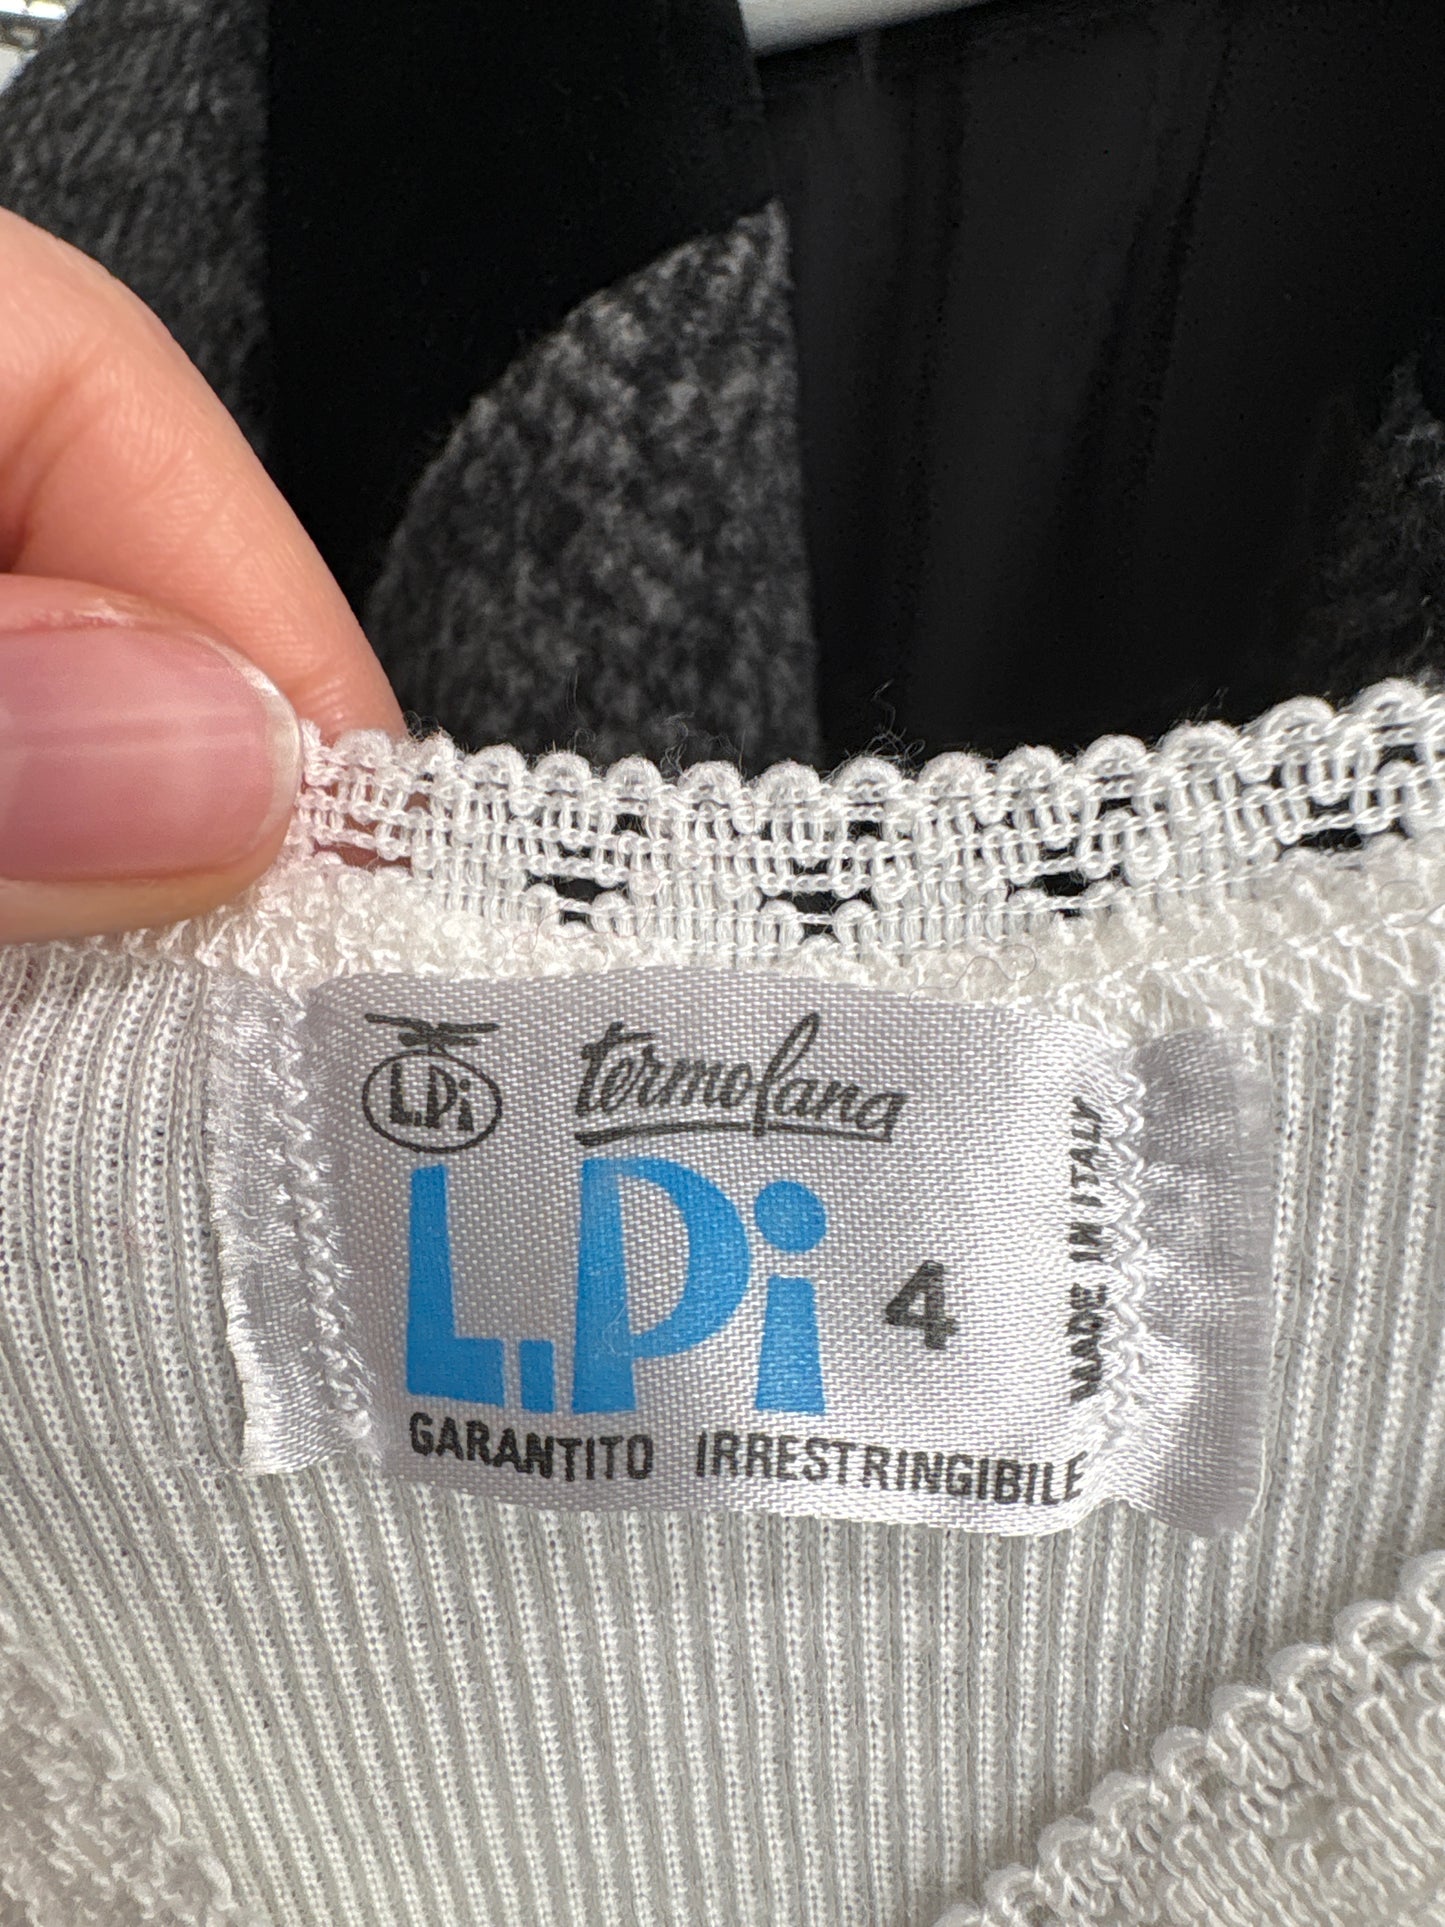 L.Pi
termolana
L.Pi
4
MADE IN ITALY
GARANTITO IRRESTRINGIBILE